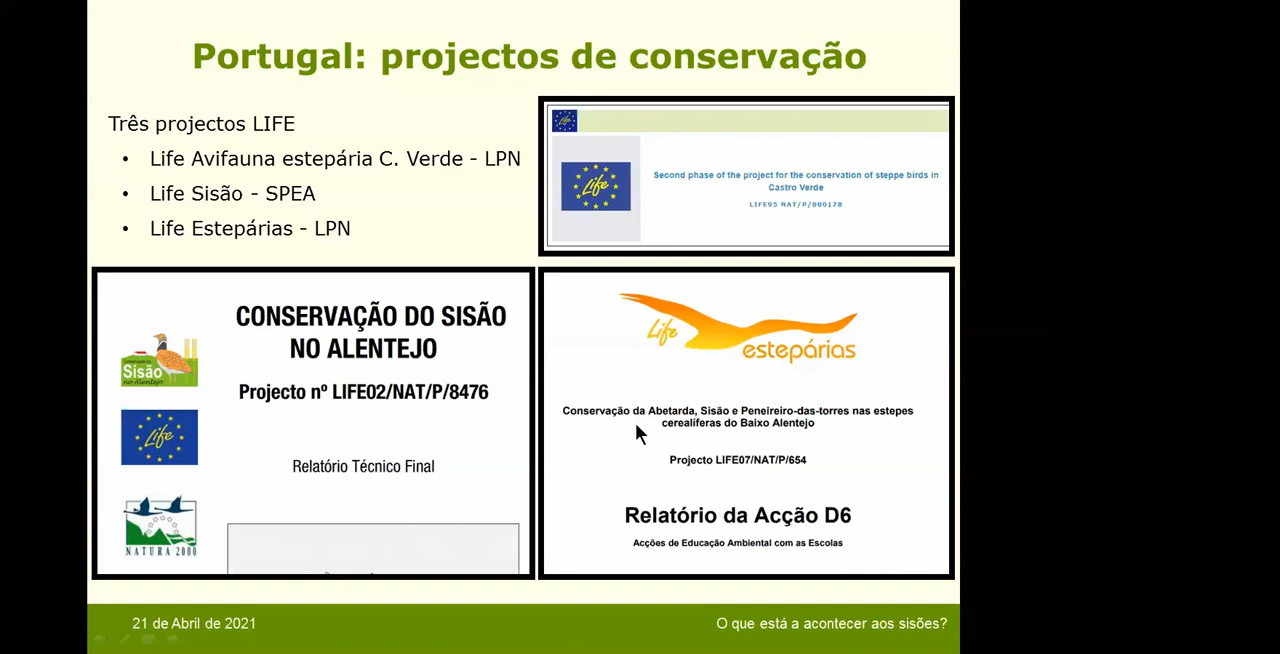 Portugal: projectos de conservação
Três projectos LIFE
• Life Avifauna estepária C. Verde - LPN
• Life Sisão - SPEA
• Life Estepárias - LPN
Life
Life
Second phase of the project for the conservation of steppe birds in
Castro Verde
LIFE95 NAT/P/000178
CONSERVAÇÃO DO SISÃO
NO ALENTEJO
Projecto nº LIFE02/NAT/P/8476
Relatório Técnico Final
Conservação do
Sisão
no Alentejo
Life
NATURA 2000
Life
estepárias
Conservação da Abetarda, Sisão e Peneireiro-das-torres nas estepes
cerealíferas do Baixo Alentejo
Projecto LIFE07/NAT/P/654
Relatório da Acção D6
Acções de Educação Ambiental com as Escolas
21 de Abril de 2021
O que está a acontecer aos sisões?